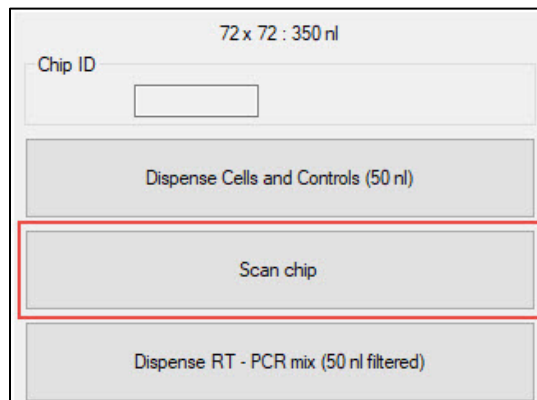 72 x 72 : 350 nl
Chip ID
Dispense Cells and Controls (50 nl)
Scan chip
Dispense RT - PCR mix (50 nl filtered)